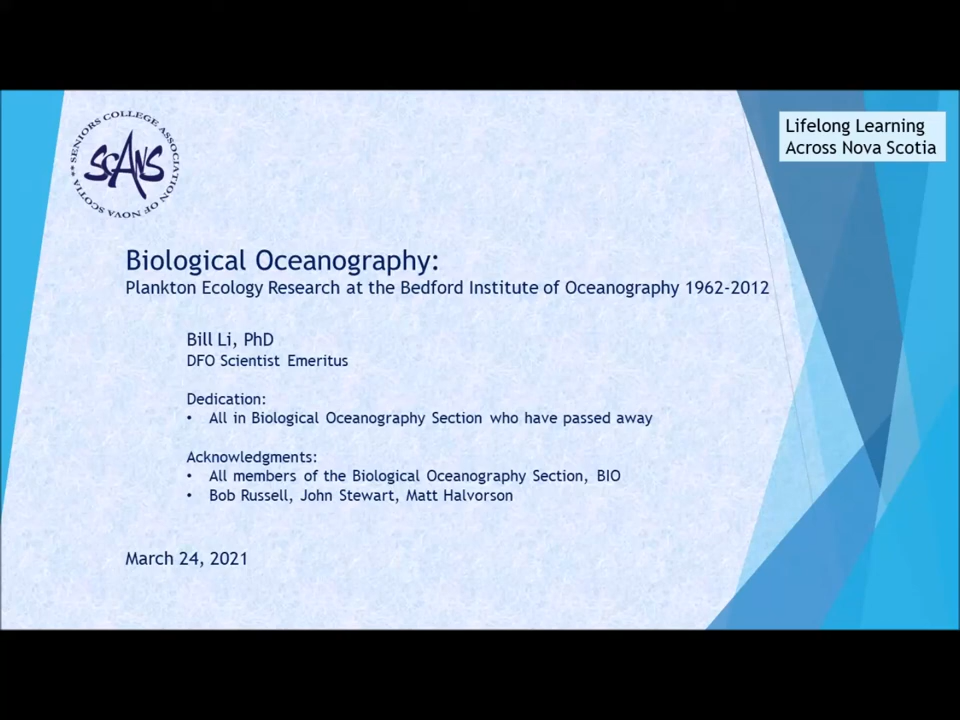 SENIORS COLLEGE ASSOCIATION OF NOVA SCOTIA **
SCANS
Lifelong Learning
Across Nova Scotia
Biological Oceanography:
Plankton Ecology Research at the Bedford Institute of Oceanography 1962-2012
Bill Li, PhD
DFO Scientist Emeritus
Dedication:
• All in Biological Oceanography Section who have passed away
Acknowledgments:
• All members of the Biological Oceanography Section, BIO
• Bob Russell, John Stewart, Matt Halvorson
March 24, 2021